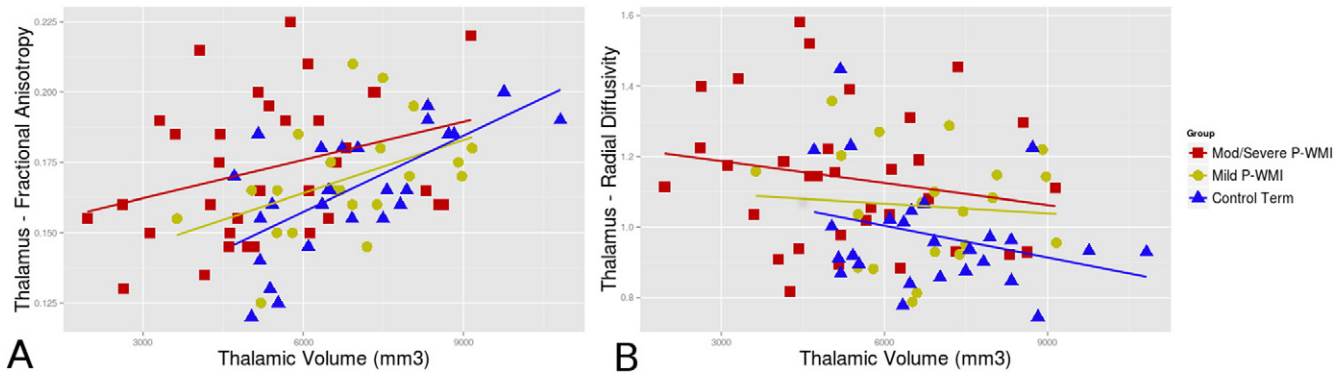 Thalamus - Fractional Anisotropy
0.225
0.200
0.175
0.150
0.125
3000
6000
9000
Thalamic Volume (mm3)
A
Thalamus - Radial Diffusivity
1.6
1.4
1.2
1.0
0.8
3000
6000
9000
Thalamic Volume (mm3)
B
Group
Mod/Severe P-WMI
Mild P-WMI
Control Term